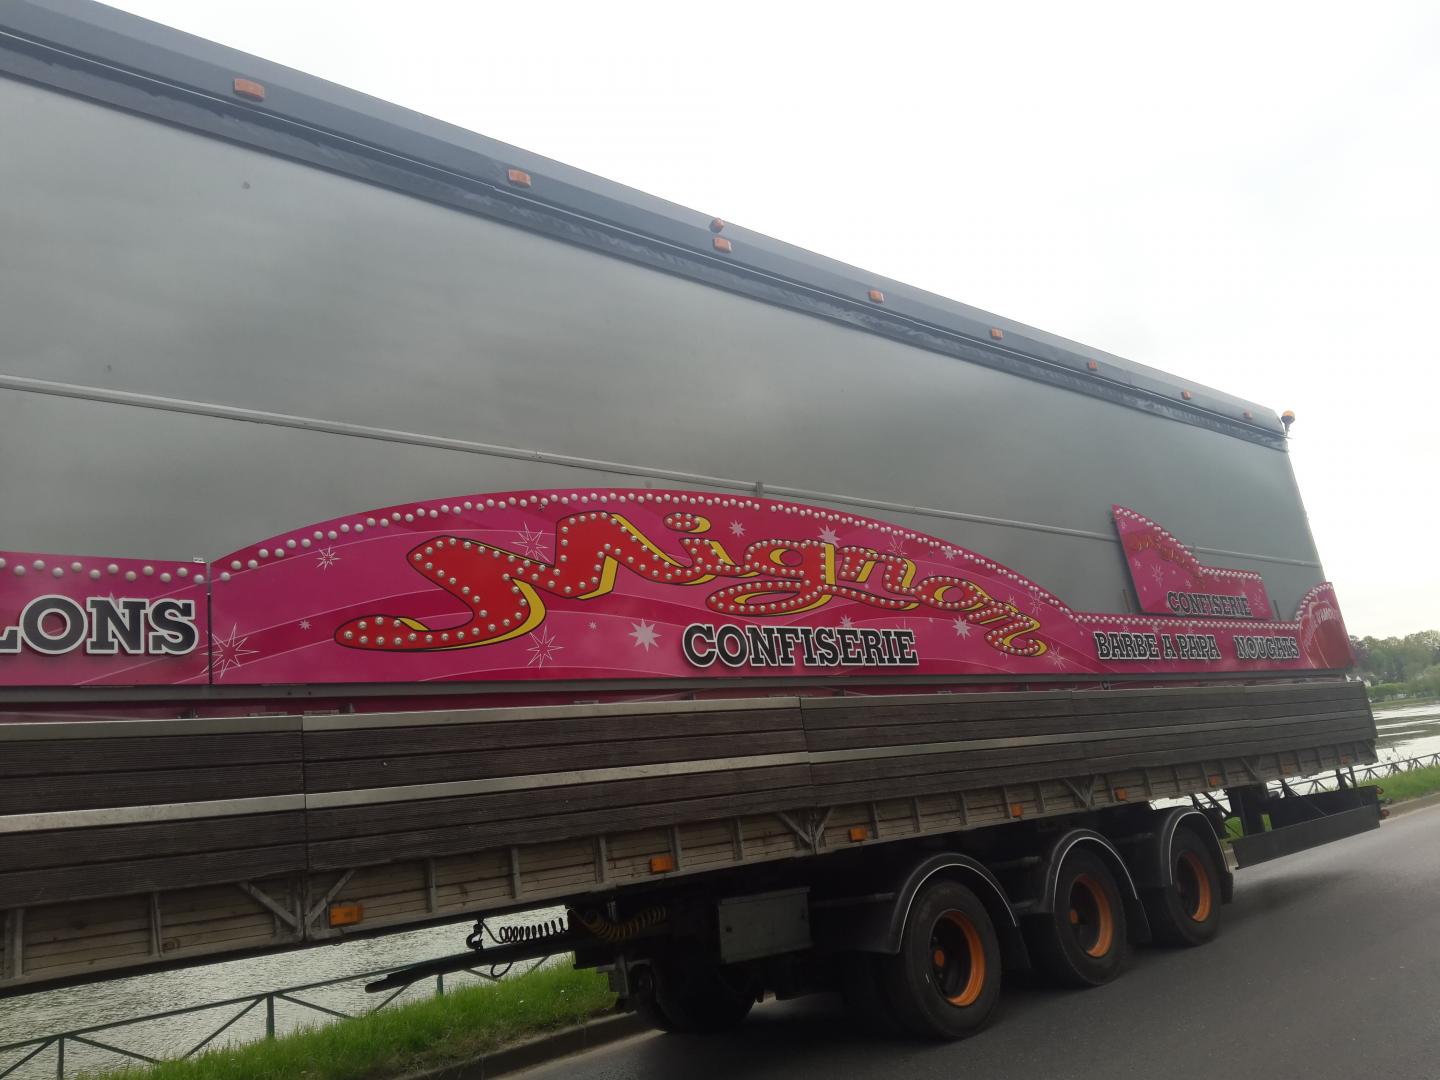 LONS
Mignon
CONFISERIE
CONFISERIE
BARBE A PAPA NOUGATS